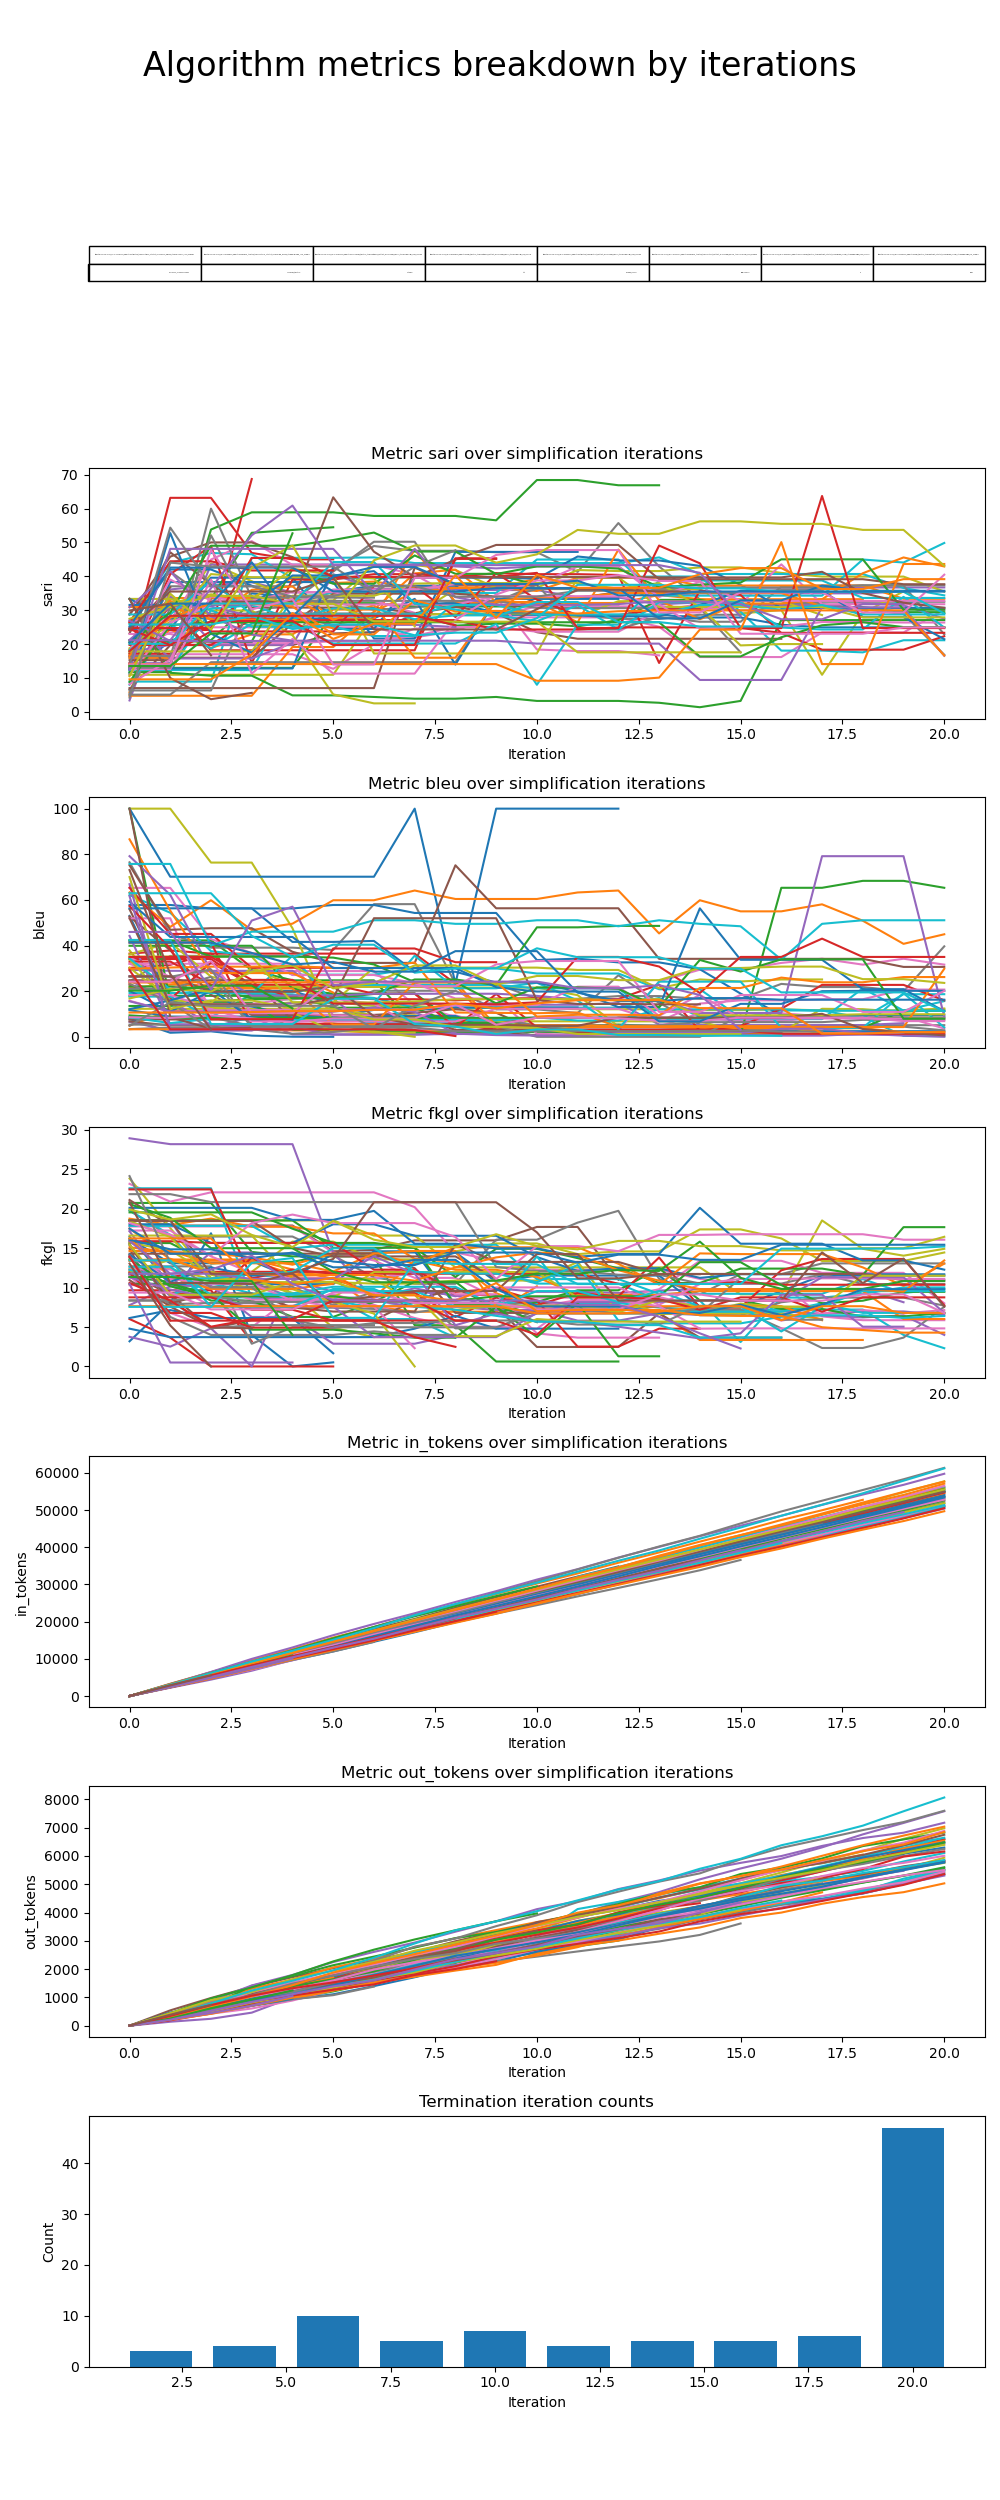 Algorithm metrics breakdown by iterations
Metric sari over simplification iterations
70
60
50
40
30
20
10
0
sari
0.0 2.5 5.0 7.5 10.0 12.5 15.0 17.5 20.0
Iteration
Metric bleu over simplification iterations
100
80
60
40
20
0
bleu
0.0 2.5 5.0 7.5 10.0 12.5 15.0 17.5 20.0
Iteration
Metric fkgl over simplification iterations
30
25
20
15
10
5
0
fkgl
0.0 2.5 5.0 7.5 10.0 12.5 15.0 17.5 20.0
Iteration
Metric in_tokens over simplification iterations
60000
50000
40000
30000
20000
10000
0
in_tokens
0.0 2.5 5.0 7.5 10.0 12.5 15.0 17.5 20.0
Iteration
Metric out_tokens over simplification iterations
8000
7000
6000
5000
4000
3000
2000
1000
0
out_tokens
0.0 2.5 5.0 7.5 10.0 12.5 15.0 17.5 20.0
Iteration
Termination iteration counts
40
30
20
10
0
Count
2.5 5.0 7.5 10.0 12.5 15.0 17.5 20.0
Iteration